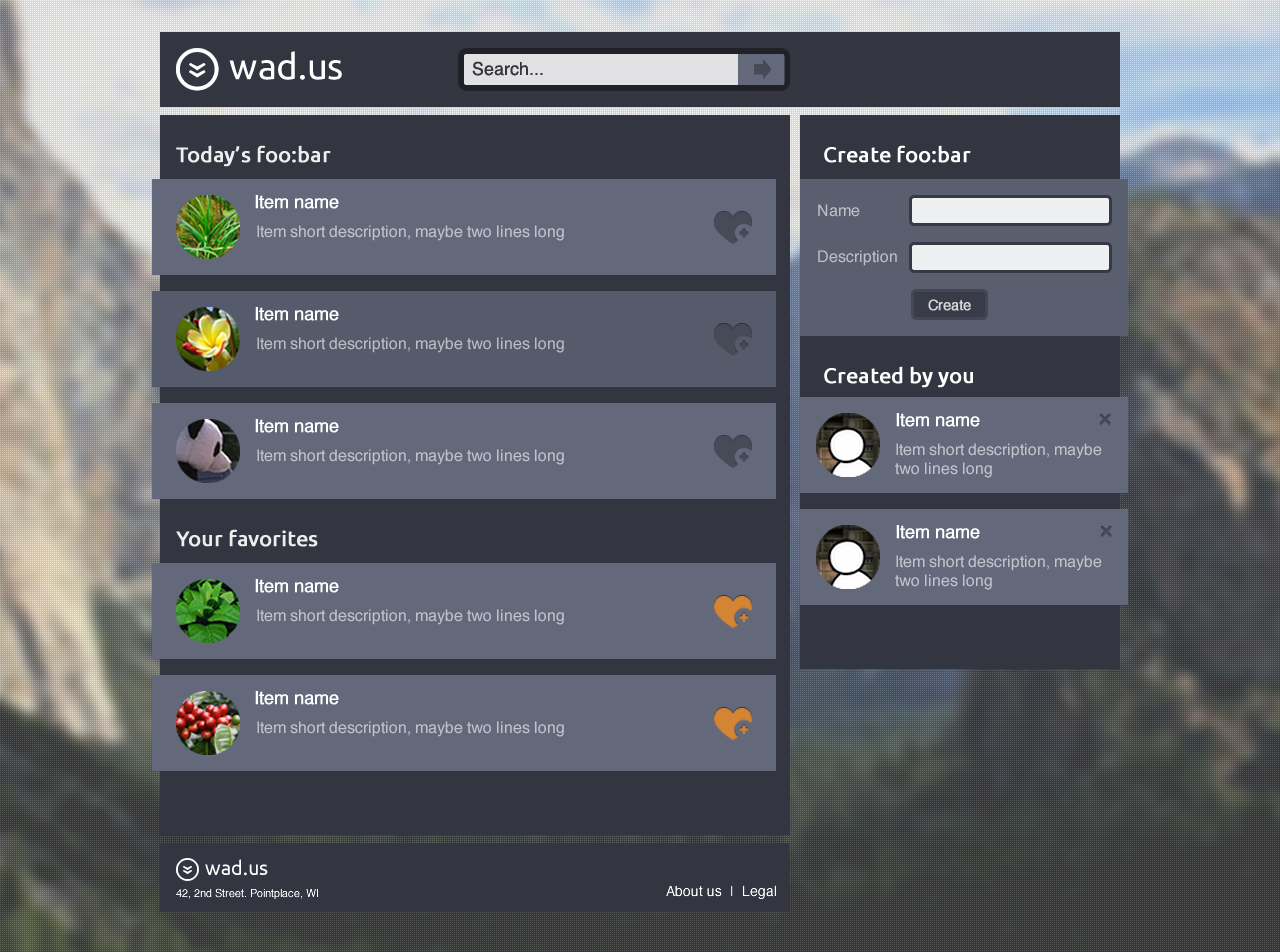 wad.us
Search...
Today's foo:bar
Item name
Item short description, maybe two lines long
Item name
Item short description, maybe two lines long
Item name
Item short description, maybe two lines long
Your favorites
Item name
Item short description, maybe two lines long
Item name
Item short description, maybe two lines long
Create foo:bar
Name
Description
Create
Created by you
Item name
Item short description, maybe
two lines long
Item name
Item short description, maybe
two lines long
wad.us
42, 2nd Street. Pointplace, WI
About us | Legal